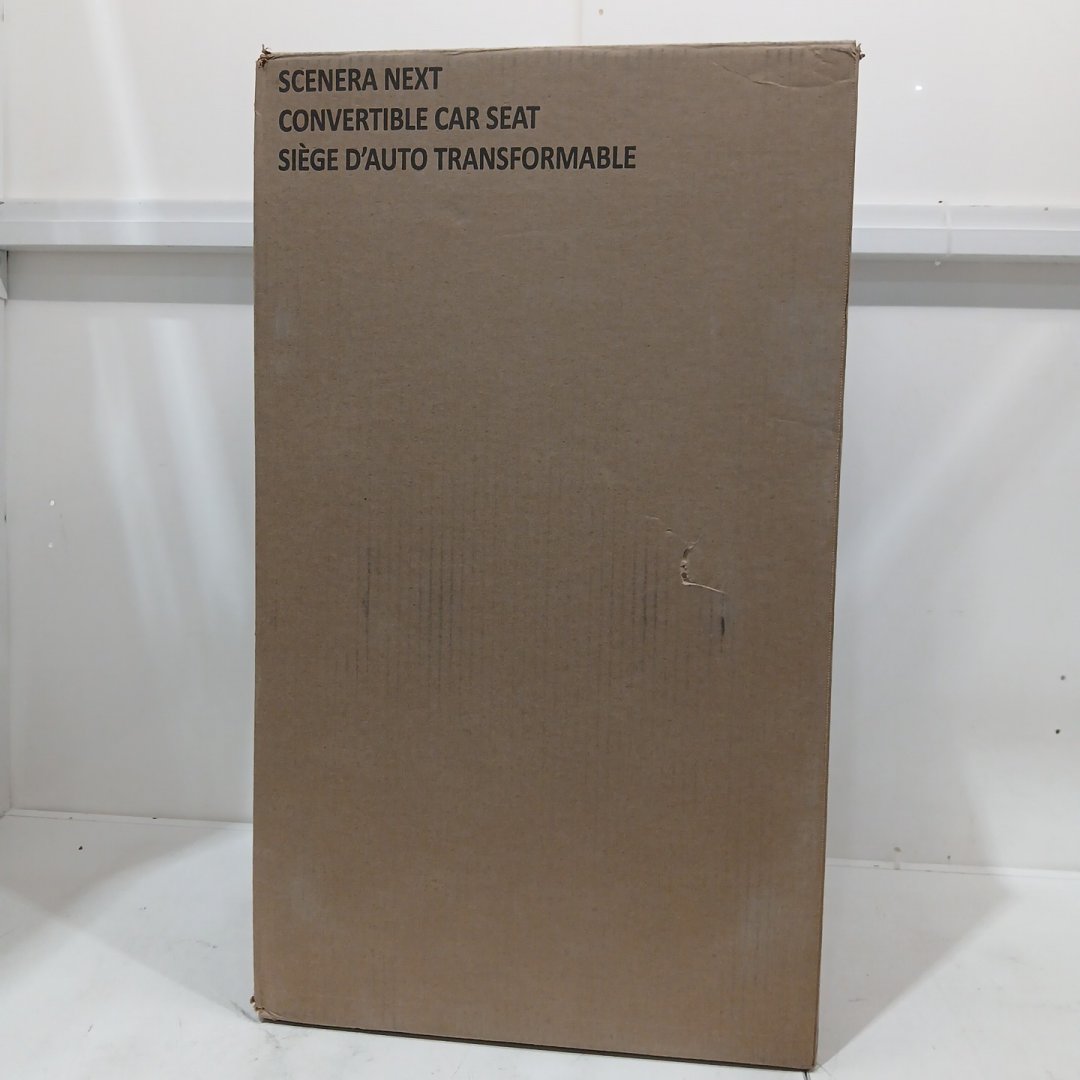 SCENERA NEXT
CONVERTIBLE CAR SEAT
SIÈGE D’AUTO TRANSFORMABLE